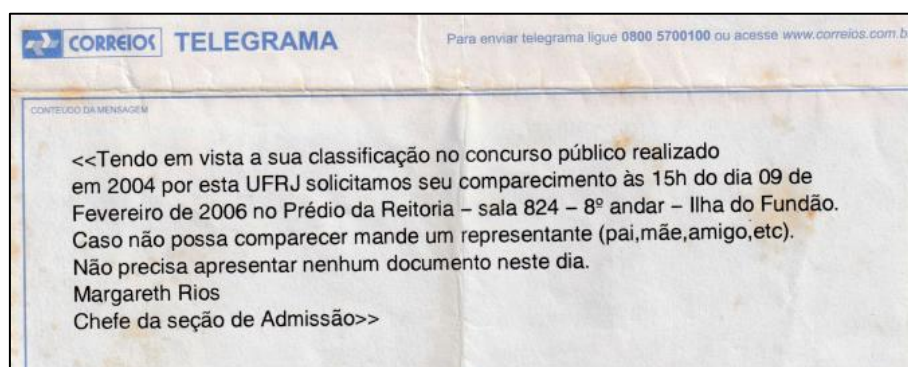 CORREIOS TELEGRAMA Para enviar telegrama ligue 0800 5700100 ou acesse www.correios.com.b
CONTEÚDO DA MENSAGEM
<<Tendo em vista a sua classificação no concurso público realizado
em 2004 por esta UFRJ solicitamos seu comparecimento às 15h do dia 09 de
Fevereiro de 2006 no Prédio da Reitoria – sala 824 – 8º andar – Ilha do Fundão.
Caso não possa comparecer mande um representante (pai,mãe,amigo,etc).
Não precisa apresentar nenhum documento neste dia.
Margareth Rios
Chefe da seção de Admissão>>